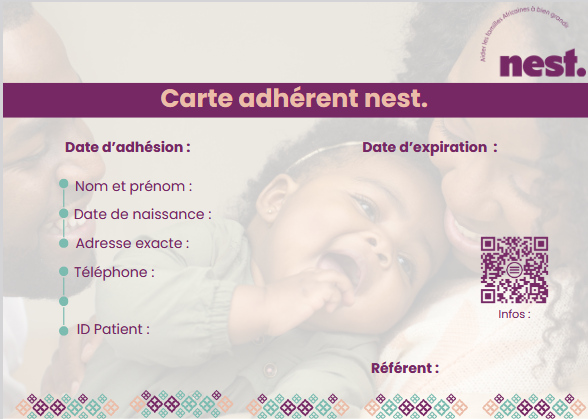 Aider les familles Africaines à bien grandir
nest.
Carte adhérent nest.
Date d'adhésion :
Date d'expiration :
Nom et prénom :
Date de naissance :
Adresse exacte :
Téléphone :
Infos :
ID Patient :
Référent :